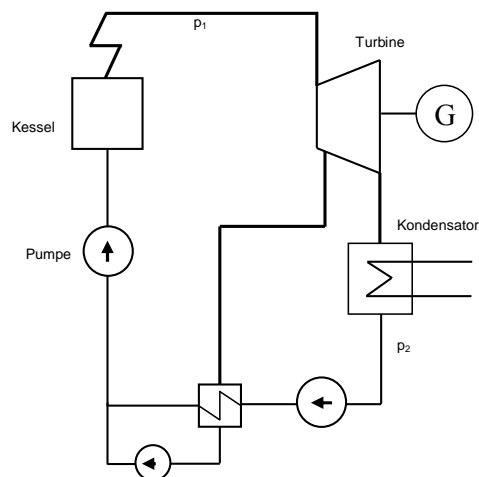 p₁
Turbine
G
Kessel
Kondensator
Pumpe
p₂